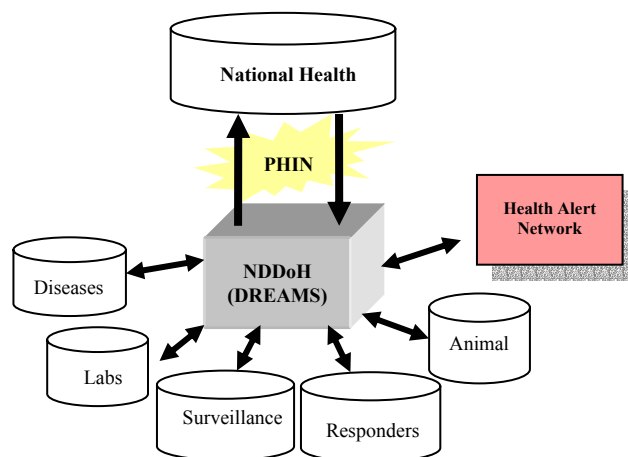 National Health
PHIN
Health Alert
Network
NDDoH
(DREAMS)
Diseases
Animal
Labs
Surveillance
Responders